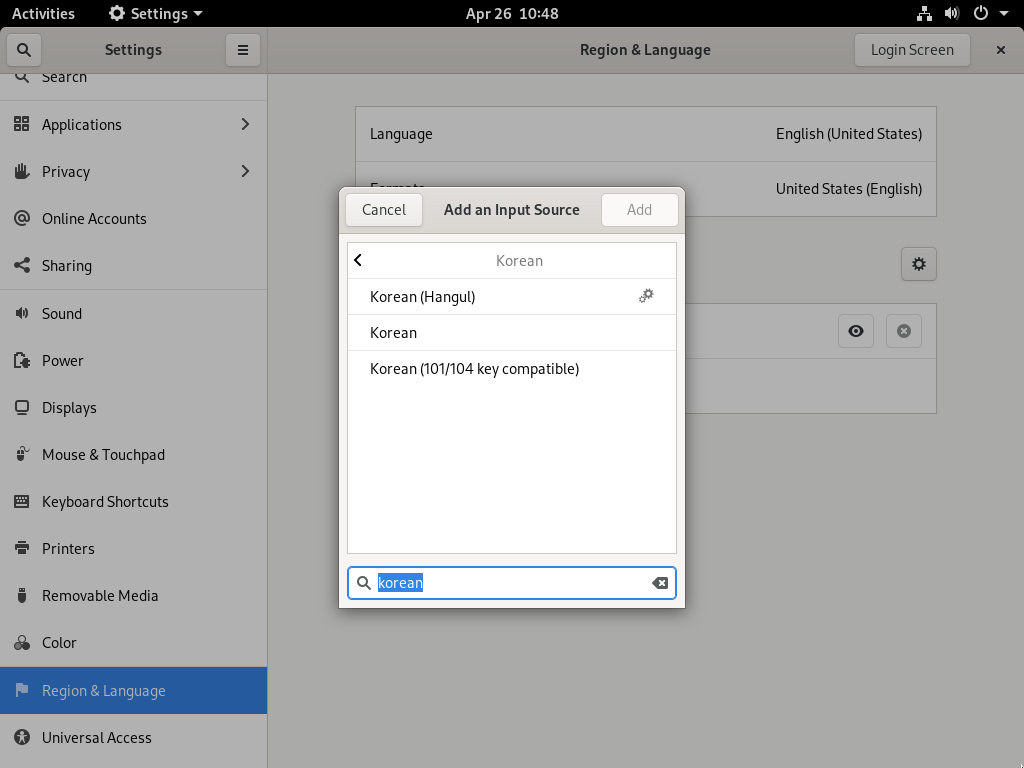 Activities
Settings
Apr 26 10:48
Settings
Region & Language
Login Screen
Search
Applications
Privacy
Online Accounts
Sharing
Sound
Power
Displays
Mouse & Touchpad
Keyboard Shortcuts
Printers
Removable Media
Color
Region & Language
Universal Access
Language
English (United States)
Formats
United States (English)
Cancel
Add an Input Source
Add
Korean
Korean (Hangul)
Korean
Korean (101/104 key compatible)
korean